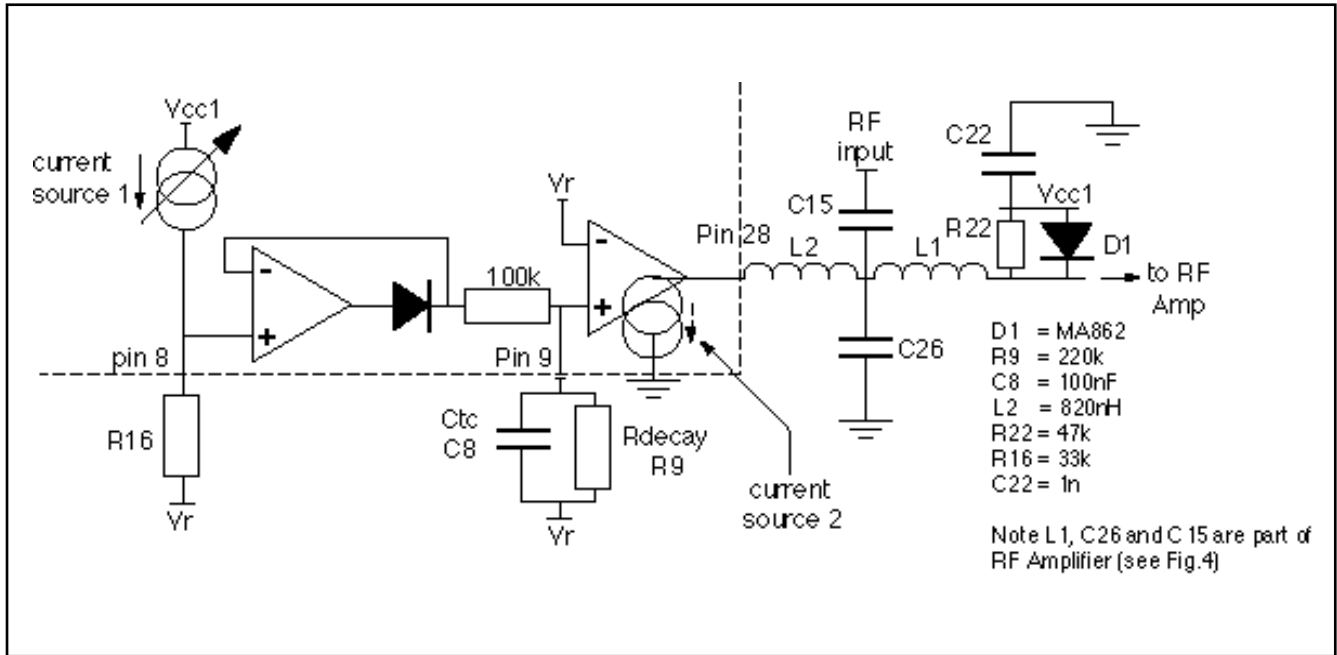 Vcc1
current
source 1
-
+
pin 8
R16
Vr
100k
Pin 9
Ctc
C8
Rdecay
R9
Vr
Vr
-
+
current
source 2
Pin 28
L2
RF
input
C15
C26
L1
C22
Vcc1
R22
D1
to RF
Amp
D1 = MA862
R9 = 220k
C8 = 100nF
L2 = 820nH
R22 = 47k
R16 = 33k
C22 = 1n
Note L1, C26 and C15 are part of
RF Amplifier (see Fig.4)